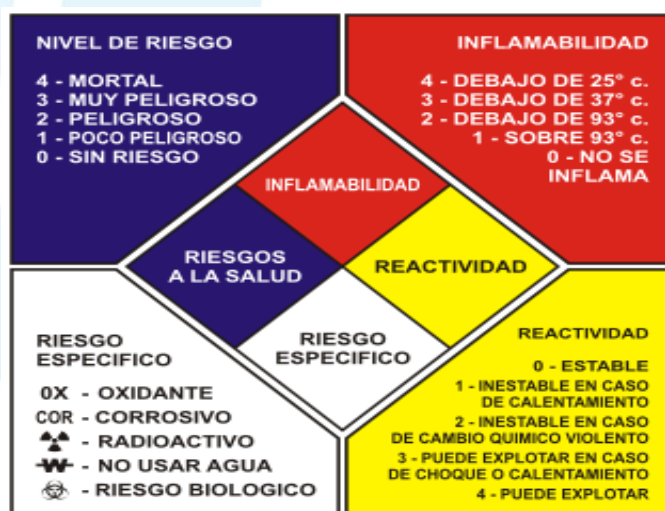 NIVEL DE RIESGO
4 - MORTAL
3 - MUY PELIGROSO
2 - PELIGROSO
1 - POCO PELIGROSO
0 - SIN RIESGO
INFLAMABILIDAD
4 - DEBAJO DE 25° c.
3 - DEBAJO DE 37° c.
2 - DEBAJO DE 93° c.
1 - SOBRE 93° c.
0 - NO SE
INFLAMA
INFLAMABILIDAD
RIESGOS
A LA SALUD
REACTIVIDAD
RIESGO
ESPECIFICO
RIESGO
ESPECIFICO
0X - OXIDANTE
COR - CORROSIVO
- RADIOACTIVO
W - NO USAR AGUA
- RIESGO BIOLOGICO
REACTIVIDAD
0 - ESTABLE
1 - INESTABLE EN CASO
DE CALENTAMIENTO
2 - INESTABLE EN CASO
DE CAMBIO QUIMICO VIOLENTO
3 - PUEDE EXPLOTAR EN CASO
DE CHOQUE O CALENTAMIENTO
4 - PUEDE EXPLOTAR